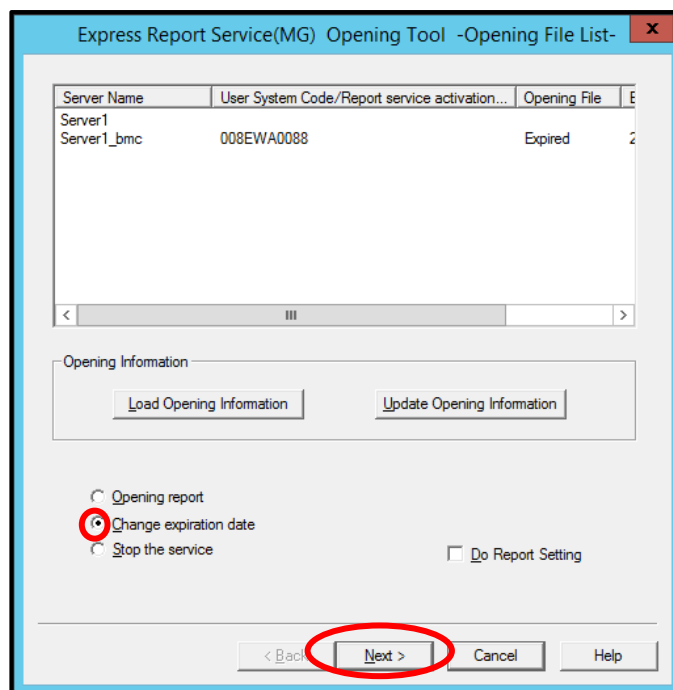 Express Report Service(MG) Opening Tool -Opening File List- x
Server Name User System Code/Report service activation... Opening File E
Server1
Server1_bmc 008EWA0088 Expired 2
Opening Information
Load Opening Information Update Opening Information
Opening report
Change expiration date
Stop the service
Do Report Setting
< Back Next > Cancel Help